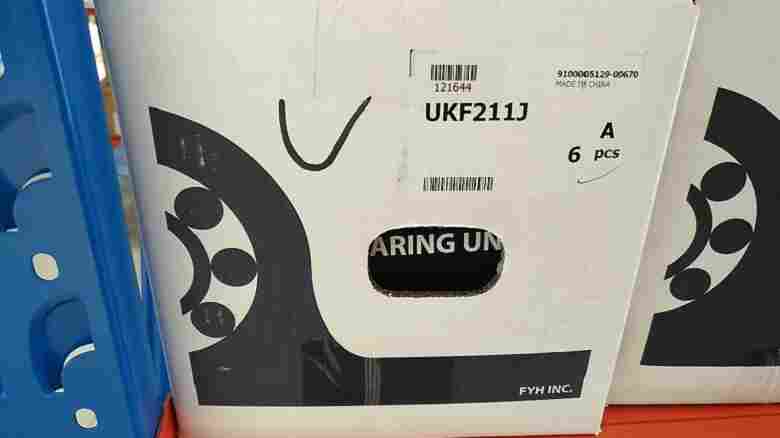 121644
9100005129-00670
MADE IN CHINA
UKF211J
A
6 pcs
ARING UN
FYH INC.